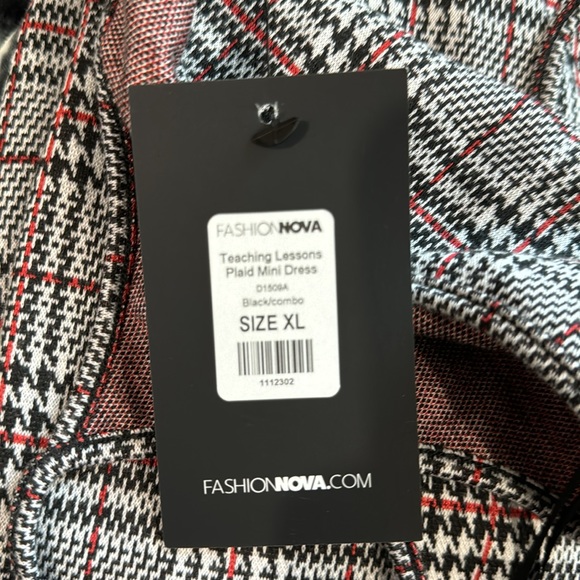 FASHIONNOVA
Teaching Lessons
Plaid Mini Dress
D1509A
Black/combo
SIZE XL
1112302
FASHIONNOVA.COM